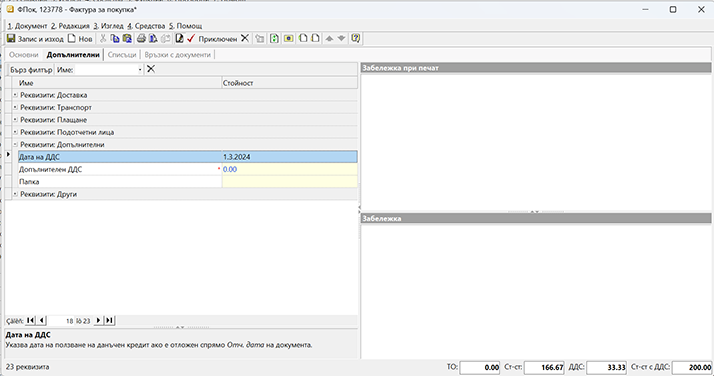 ФПок, 123778 - Фактура за покупка*
1. Документ 2. Редакция 3. Изглед 4. Средства 5. Помощ
Запис и изход Нов Приключен
Основни Допълнителни Списъци Връзки с документи
Бърз филтър Име:
Име Стойност
Реквизити: Доставка
Реквизити: Транспорт
Реквизити: Плащане
Реквизити: Подотчетни лица
Реквизити: Допълнителни
Дата на ДДС 1.3.2024
Допълнителен ДДС * 0.00
Папка
Реквизити: Други
Çàïèñ: 18 îò 23
Дата на ДДС
Указва дата на ползване на данъчен кредит ако е отложен спрямо Отч. дата на документа.
Забележка при печат
Забележка
23 реквизита
ТО: 0.00 Ст-ст: 166.67 ДДС: 33.33 Ст-ст с ДДС: 200.00